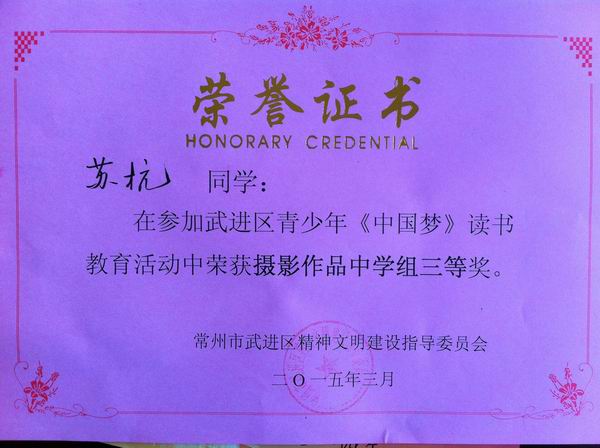 荣誉证书
HONORARY CREDENTIAL
苏杭 同学：
在参加武进区青少年《中国梦》读书
教育活动中荣获摄影作品中学组三等奖。
常州市武进区精神文明建设指导委员会
二〇一五年三月